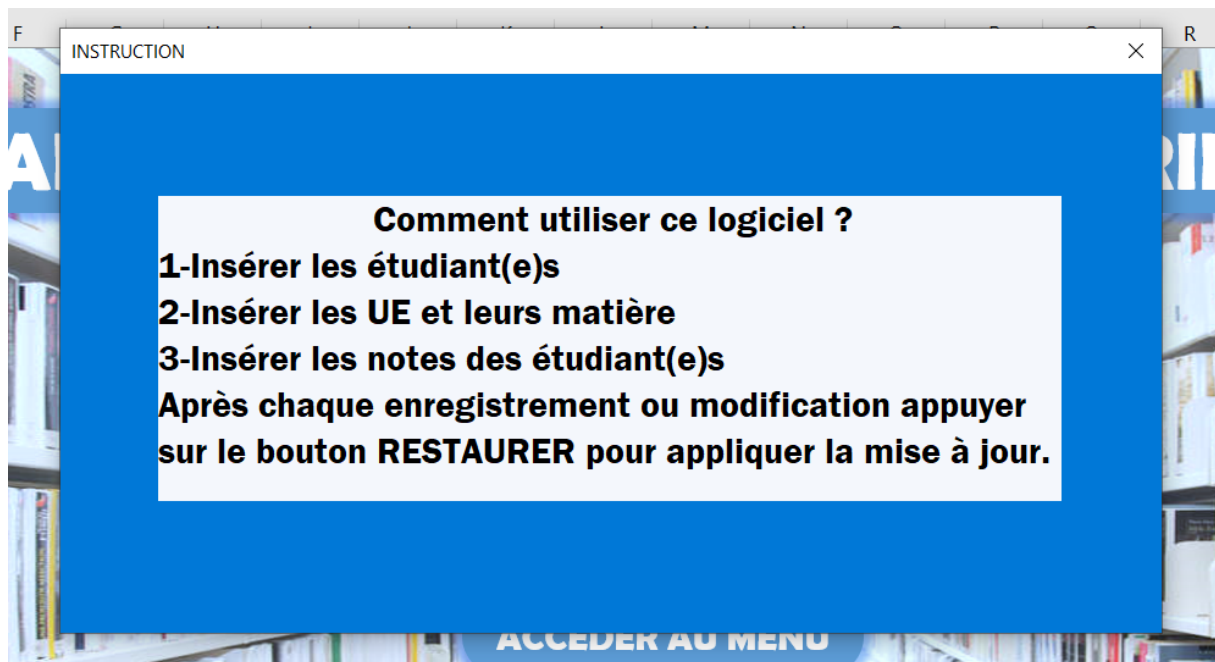 F
R
INSTRUCTION
Comment utiliser ce logiciel ?
1-Insérer les étudiant(e)s
2-Insérer les UE et leurs matière
3-Insérer les notes des étudiant(e)s
Après chaque enregistrement ou modification appuyer
sur le bouton RESTAURER pour appliquer la mise à jour.
ACCEDER AU MENU